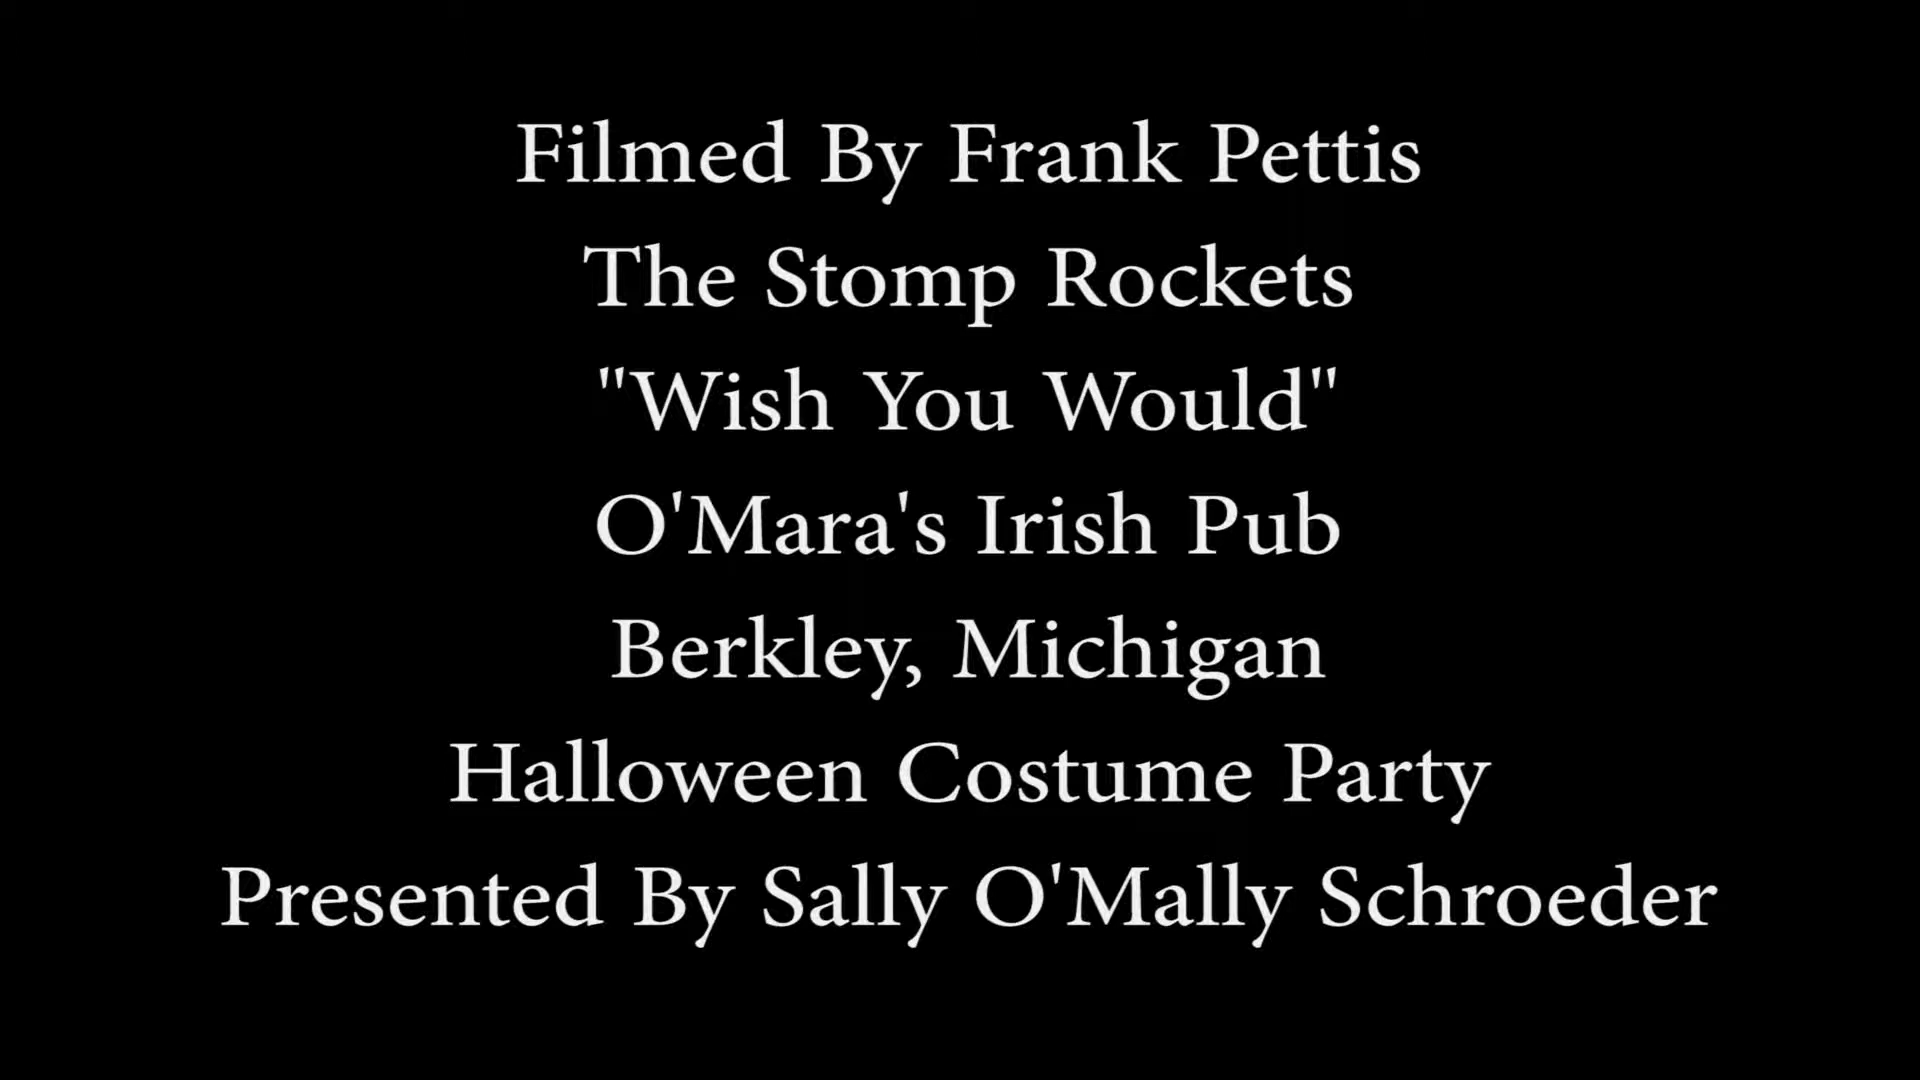 Filmed By Frank Pettis
The Stomp Rockets
"Wish You Would"
O'Mara's Irish Pub
Berkley, Michigan
Halloween Costume Party
Presented By Sally O'Mally Schroeder